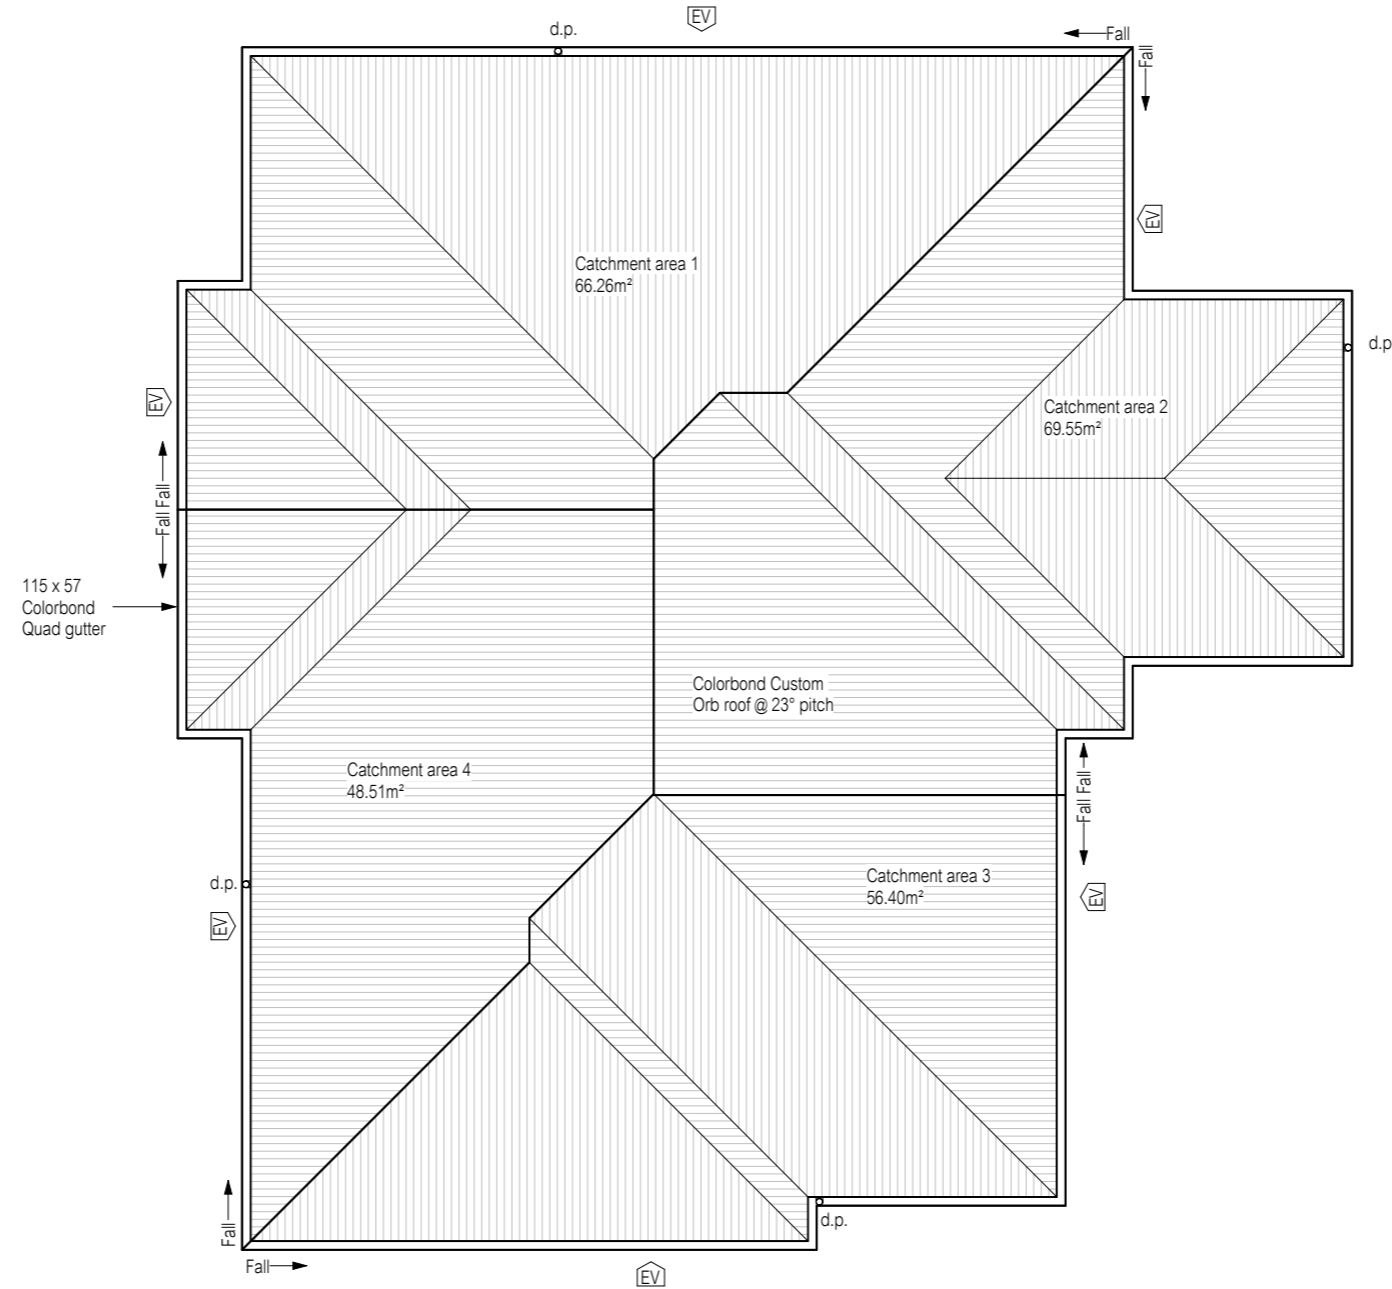 EV
d.p.
Fall
Fall
EV
Catchment area 1
66.26m²
d.p
EV
Catchment area 2
69.55m²
Fall Fall
115 x 57
Colorbond
Quad gutter
Colorbond Custom
Orb roof @ 23° pitch
Catchment area 4
48.51m²
Fall Fall
d.p.
EV
Catchment area 3
56.40m²
EV
Fall
d.p.
Fall
EV